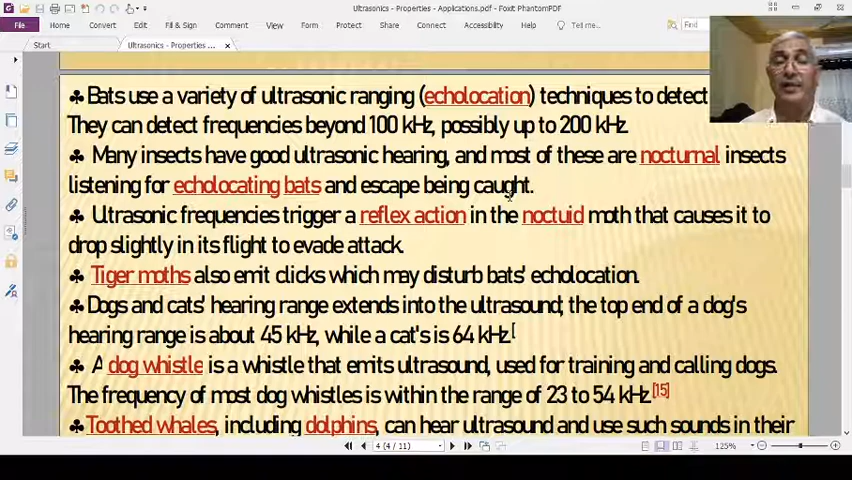 Ultrasonics - Properties - Applications.pdf - Foxit PhantomPDF
File Home Convert Edit Fill & Sign Comment View Form Protect Share Connect Accessibility Help Tell me... Find
Start Ultrasonics - Properties ... ×
♣Bats use a variety of ultrasonic ranging (echolocation) techniques to detect
They can detect frequencies beyond 100 kHz, possibly up to 200 kHz.
♣ Many insects have good ultrasonic hearing, and most of these are nocturnal insects
listening for echolocating bats and escape being caught.
♣ Ultrasonic frequencies trigger a reflex action in the noctuid moth that causes it to
drop slightly in its flight to evade attack.
♣ Tiger moths also emit clicks which may disturb bats' echolocation.
♣Dogs and cats' hearing range extends into the ultrasound; the top end of a dog's
hearing range is about 45 kHz, while a cat's is 64 kHz.[
♣ A dog whistle is a whistle that emits ultrasound, used for training and calling dogs.
The frequency of most dog whistles is within the range of 23 to 54 kHz.[15]
♣Toothed whales, including dolphins, can hear ultrasound and use such sounds in their
4 (4 / 11) 125%